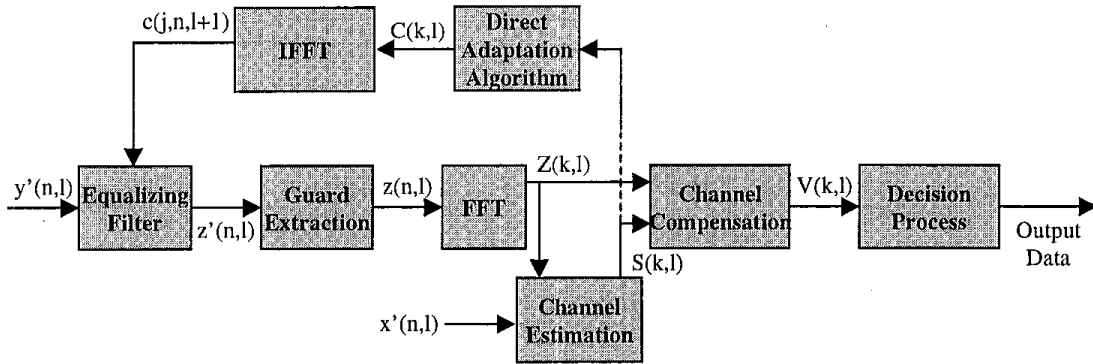 c(j,n,l+1)
IFFT
C(k,l)
Direct
Adaptation
Algorithm
y'(n,l)
Equalizing
Filter
z'(n,l)
Guard
Extraction
z(n,l)
FFT
Z(k,l)
Channel
Compensation
V(k,l)
Decision
Process
Output
Data
S(k,l)
x'(n,l)
Channel
Estimation